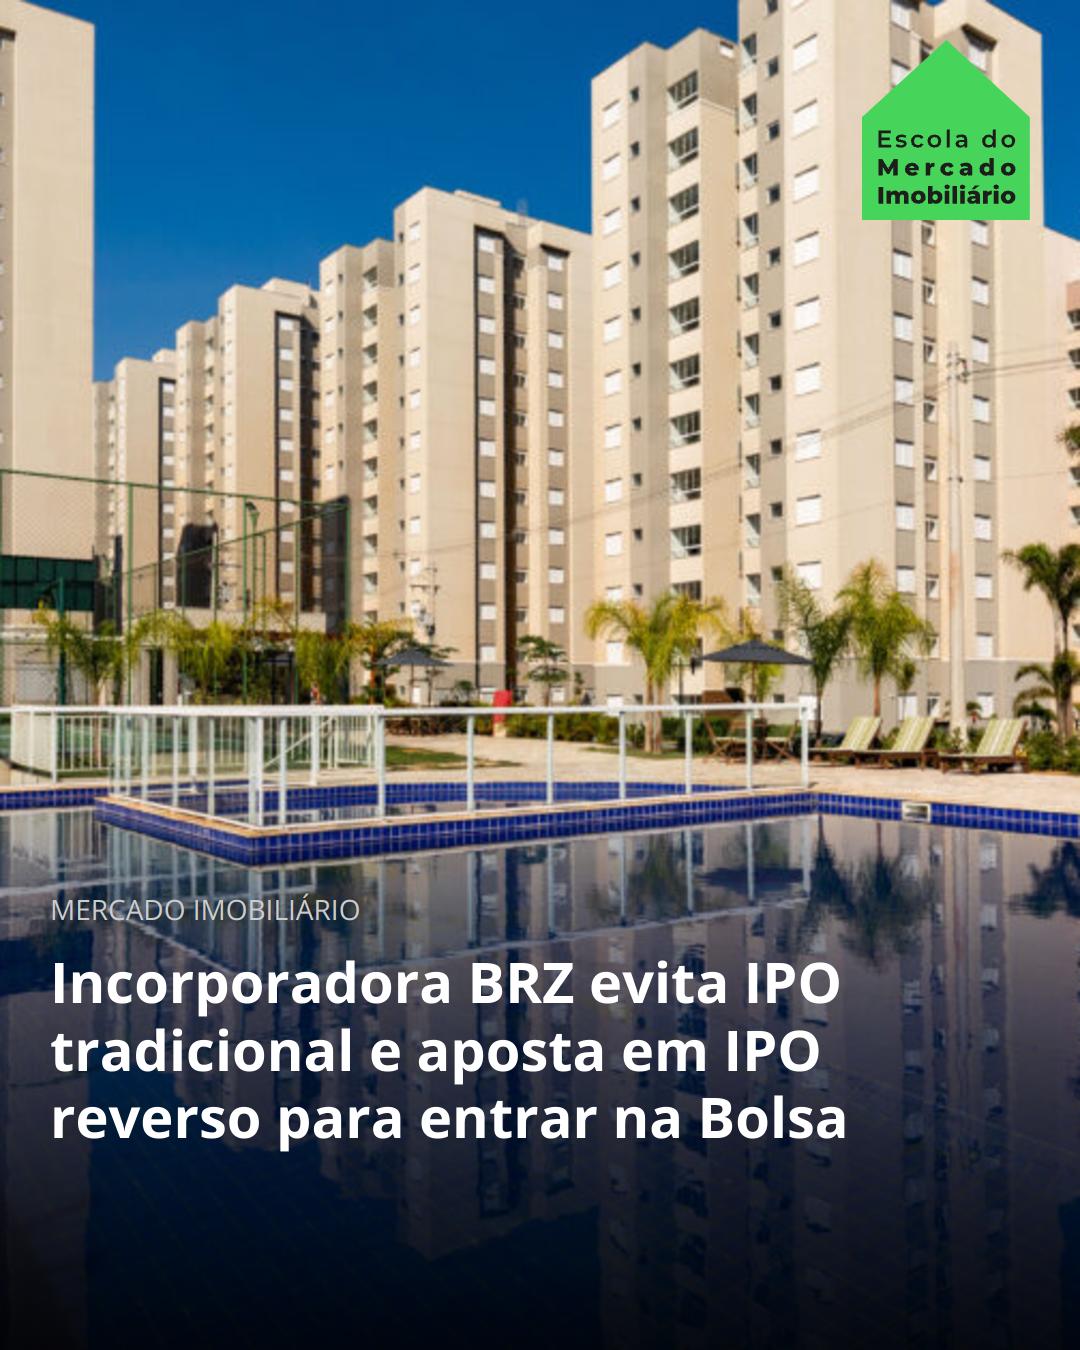 Escola do
Mercado
Imobiliário
MERCADO IMOBILIÁRIO
Incorporadora BRZ evita IPO
tradicional e aposta em IPO
reverso para entrar na Bolsa